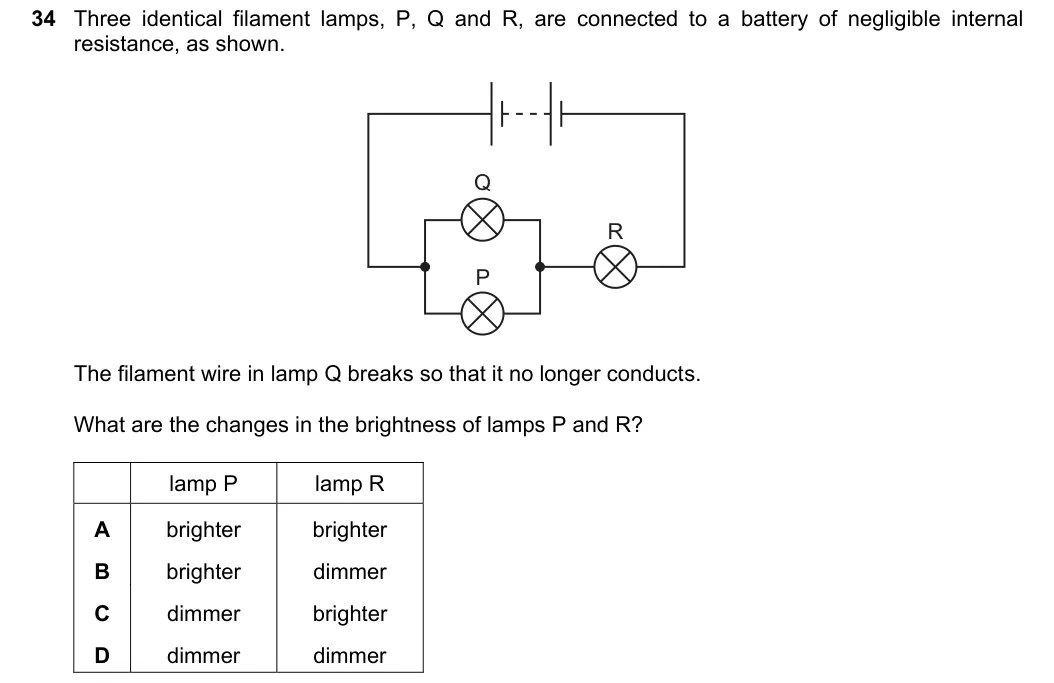 34 Three identical filament lamps, P, Q and R, are connected to a battery of negligible internal
resistance, as shown.
Q
R
P
The filament wire in lamp Q breaks so that it no longer conducts.
What are the changes in the brightness of lamps P and R?
lamp P lamp R
A brighter brighter
B brighter dimmer
C dimmer brighter
D dimmer dimmer